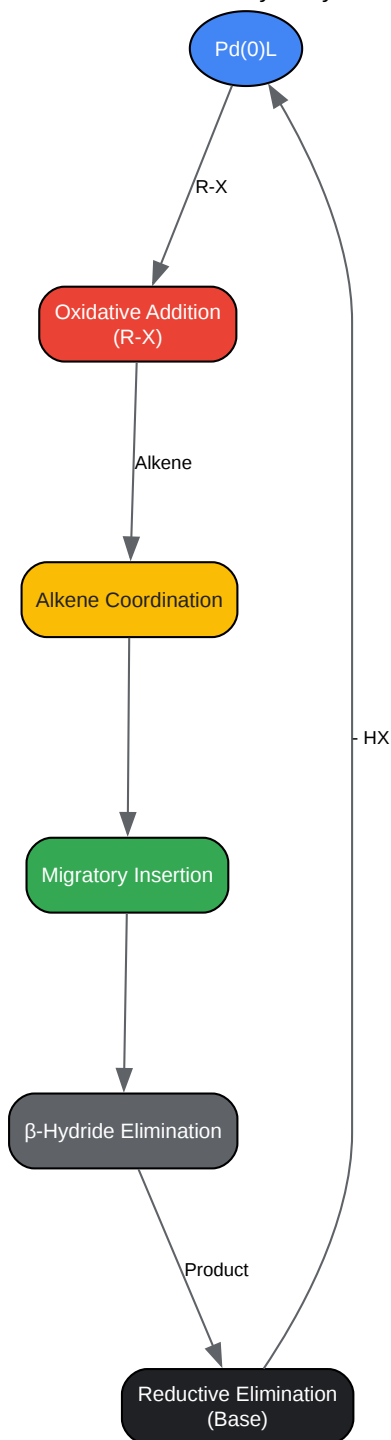 Pd(0)L
R-X
Oxidative Addition
(R-X)
Alkene
Alkene Coordination
- HX
Migratory Insertion
β-Hydride Elimination
Product
Reductive Elimination
(Base)